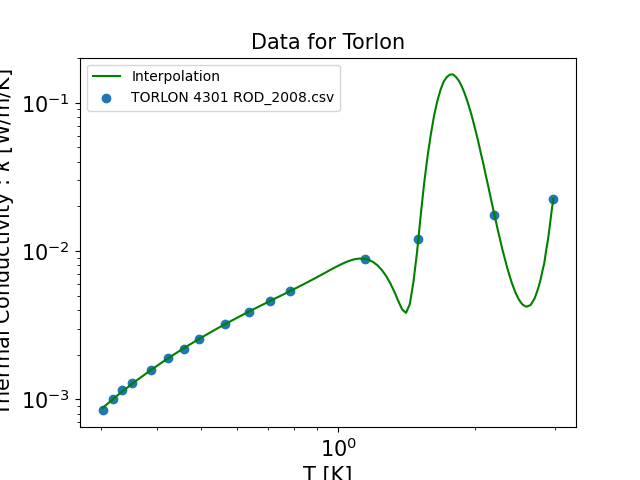 Data for Torlon
Interpolation
TORLON 4301 ROD_2008.csv
Thermal Conductivity : k [W/m/K]
10⁻¹
10⁻²
10⁻³
10⁰
T [K]